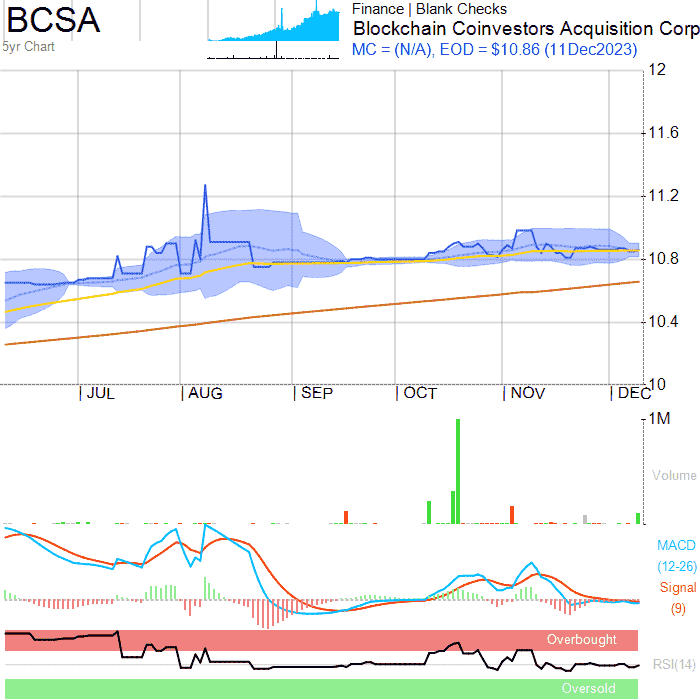 BCSA
5yr Chart
Finance | Blank Checks
Blockchain Coinvestors Acquisition Corp
MC = (N/A), EOD = $10.86 (11Dec2023)
12
11.6
11.2
10.8
10.4
10
| JUL | AUG | SEP | OCT | NOV | DEC
1M
Volume
MACD
(12-26)
Signal
(9)
Overbought
RSI(14)
Oversold